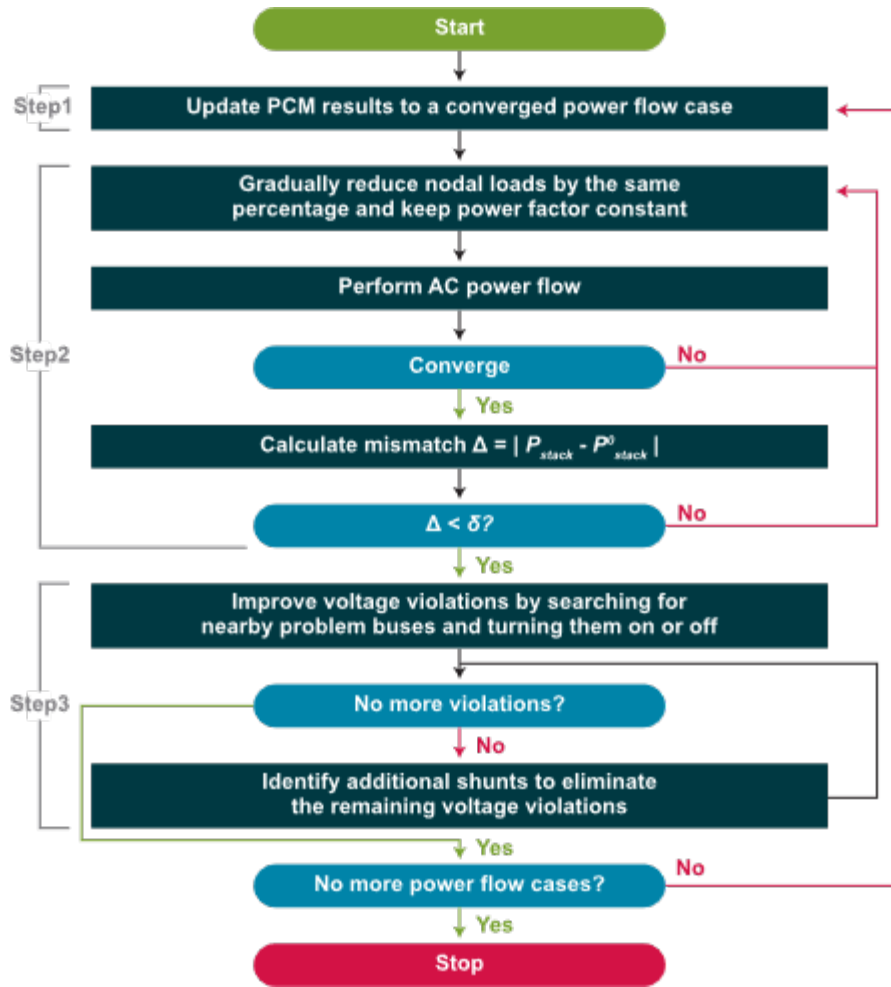 Start
Step1
Update PCM results to a converged power flow case
Gradually reduce nodal loads by the same
percentage and keep power factor constant
Perform AC power flow
Step2
Converge
No
Yes
Calculate mismatch Δ = | P_stack - P⁰_stack |
Δ < δ?
No
Yes
Improve voltage violations by searching for
nearby problem buses and turning them on or off
Step3
No more violations?
No
Identify additional shunts to eliminate
the remaining voltage violations
Yes
No more power flow cases?
No
Yes
Stop